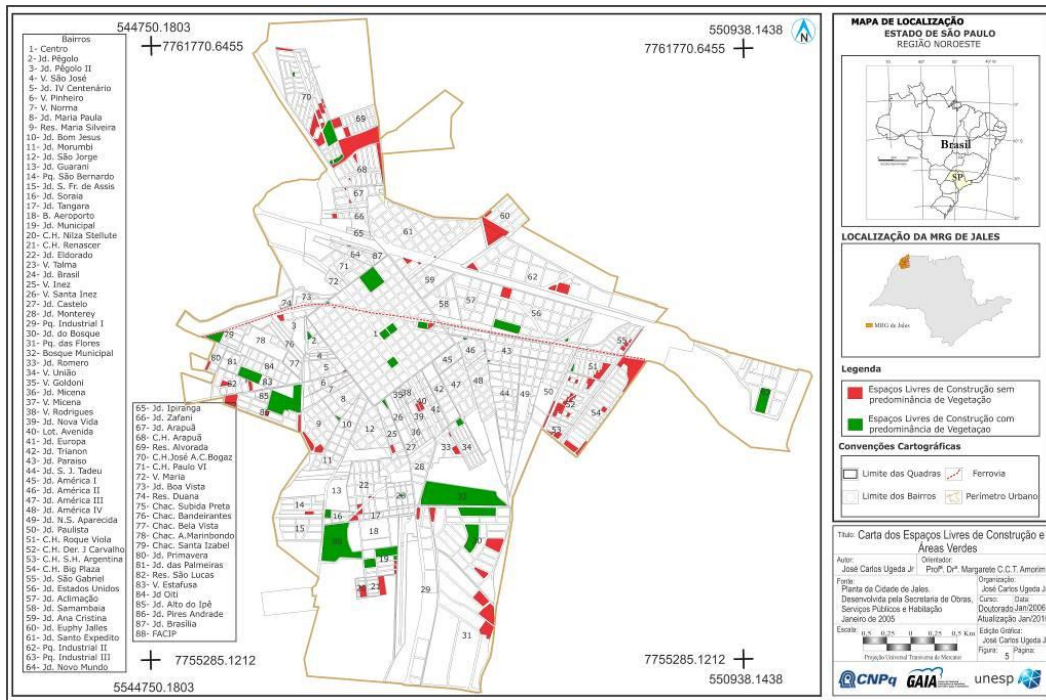 544750.1803
7761770.6455
550938.1438
7761770.6455
N
Bairros
1- Centro
2- Jd. Pêgolo
3- Jd. Pêgolo II
4- V. São José
5- Jd. IV Centenário
6- V. Pinheiro
7- V. Norma
8- Jd. Maria Paula
9- Res. Maria Silveira
10- Jd. Bom Jesus
11- Jd. Morumbi
12- Jd. São Jorge
13- Jd. Guarani
14- Pq. São Bernardo
15- Jd. S. Fr. de Assis
16- Jd. Soraia
17- Jd. Tangara
18- B. Aeroporto
19- Jd. Municipal
20- C.H. Nilza Stellute
21- C.H. Renascer
22- Jd. Eldorado
23- V. Talma
24- Jd. Brasil
25- V. Inez
26- V. Santa Inez
27- Jd. Castelo
28- Jd. Monterey
29- Pq. Industrial I
30- Jd. do Bosque
31- Pq. das Flores
32- Bosque Municipal
33- Jd. Romero
34- V. União
35- V. Goldoni
36- Jd. Micena
37- V. Micena
38- V. Rodrigues
39- Jd. Nova Vida
40- Lot. Avenida
41- Jd. Europa
42- Jd. Trianon
43- Jd. Paraiso
44- Jd. S. J. Tadeu
45- Jd. América I
46- Jd. América II
47- Jd. América III
48- Jd. América IV
49- Jd. N.S. Aparecida
50- Jd. Paulista
51- C.H. Roque Viola
52- C.H. Der. J Carvalho
53- C.H. S.H. Argentina
54- C.H. Big Plaza
55- Jd. São Gabriel
56- Jd. Estados Unidos
57- Jd. Aclimação
58- Jd. Samambaia
59- Jd. Ana Cristina
60- Jd. Euphy Jalles
61- Jd. Santo Expedito
62- Pq. Industrial II
63- Pq. Industrial III
64- Jd. Novo Mundo
65- Jd. Ipiranga
66- Jd. Zafani
67- Jd. Arapuã
68- C.H. Arapuã
69- Res. Alvorada
70- C.H.José A.C.Bogaz
71- C.H. Paulo VI
72- V. Maria
73- Jd. Boa Vista
74- Res. Duana
75- Chac. Subida Preta
76- Chac. Bandeirantes
77- Chac. Bela Vista
78- Chac. A.Marinbondo
79- Chac. Santa Izabel
80- Jd. Primavera
81- Jd. das Palmeiras
82- Res. São Lucas
83- V. Estafusa
84- Jd Oiti
85- Jd. Alto do Ipê
86- Jd. Pires Andrade
87- Jd. Brasília
88- FACIP
7755285.1212
5544750.1803
7755285.1212
550938.1438
MAPA DE LOCALIZAÇÃO
ESTADO DE SÃO PAULO
REGIÃO NOROESTE
Brasil
SP
LOCALIZAÇÃO DA MRG DE JALES
MRG de Jales
Legenda
Espaços Livres de Construção sem
predominância de Vegetação
Espaços Livres de Construção com
predominância de Vegetaçao
Convenções Cartográficas
Limite das Quadras
Ferrovia
Limite dos Bairros
Perímetro Urbano
Título: Carta dos Espaços Livres de Construção e
Áreas Verdes
Autor:
José Carlos Ugeda Jr
Orientador:
Profª. Drª. Margarete C.C.T. Amorim
Fonte:
Planta da Cidade de Jales.
Desenvolvida pela Secretaria de Obras,
Serviços Públicos e Habitação
Janeiro de 2005
Organização:
José Carlos Ugeda J
Curso: Data:
Doutorado Jan/2006
Atualização Jan/201
Escala:
0,5 0,25 0 0,25 0,5 Km
Projeção Universal Transversa de Mercator
Edição Gráfica:
José Carlos Ugeda J
Figura: Página:
5
CNPq
GAIA
unesp